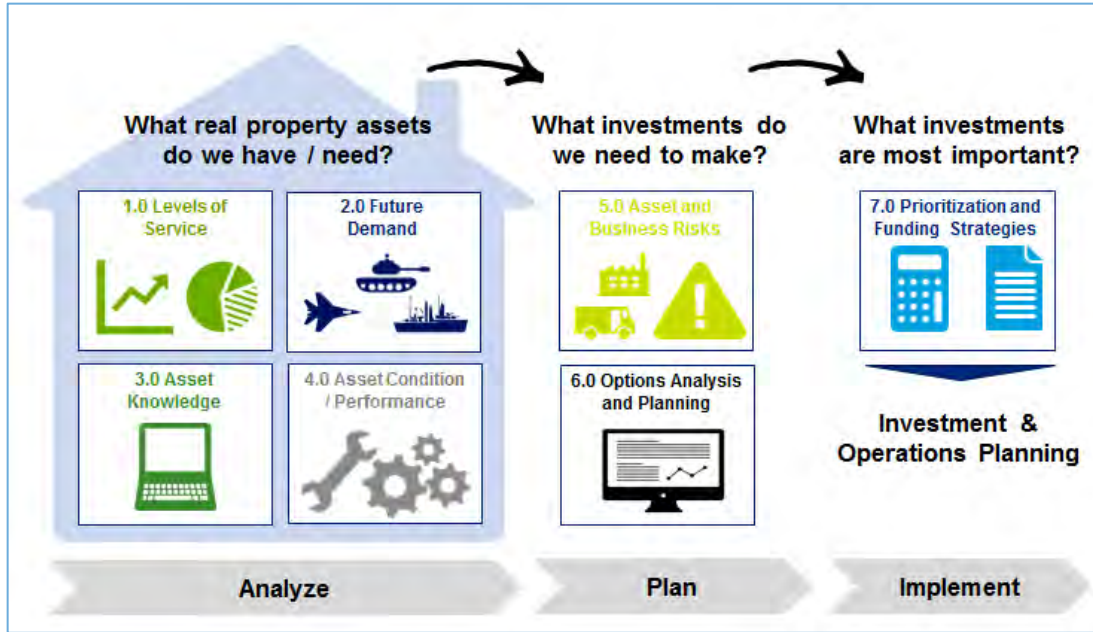 What real property assets
do we have / need?
1.0 Levels of
Service
2.0 Future
Demand
3.0 Asset
Knowledge
4.0 Asset Condition
/ Performance
What investments do
we need to make?
5.0 Asset and
Business Risks
6.0 Options Analysis
and Planning
What investments
are most important?
7.0 Prioritization and
Funding Strategies
Investment &
Operations Planning
Analyze
Plan
Implement